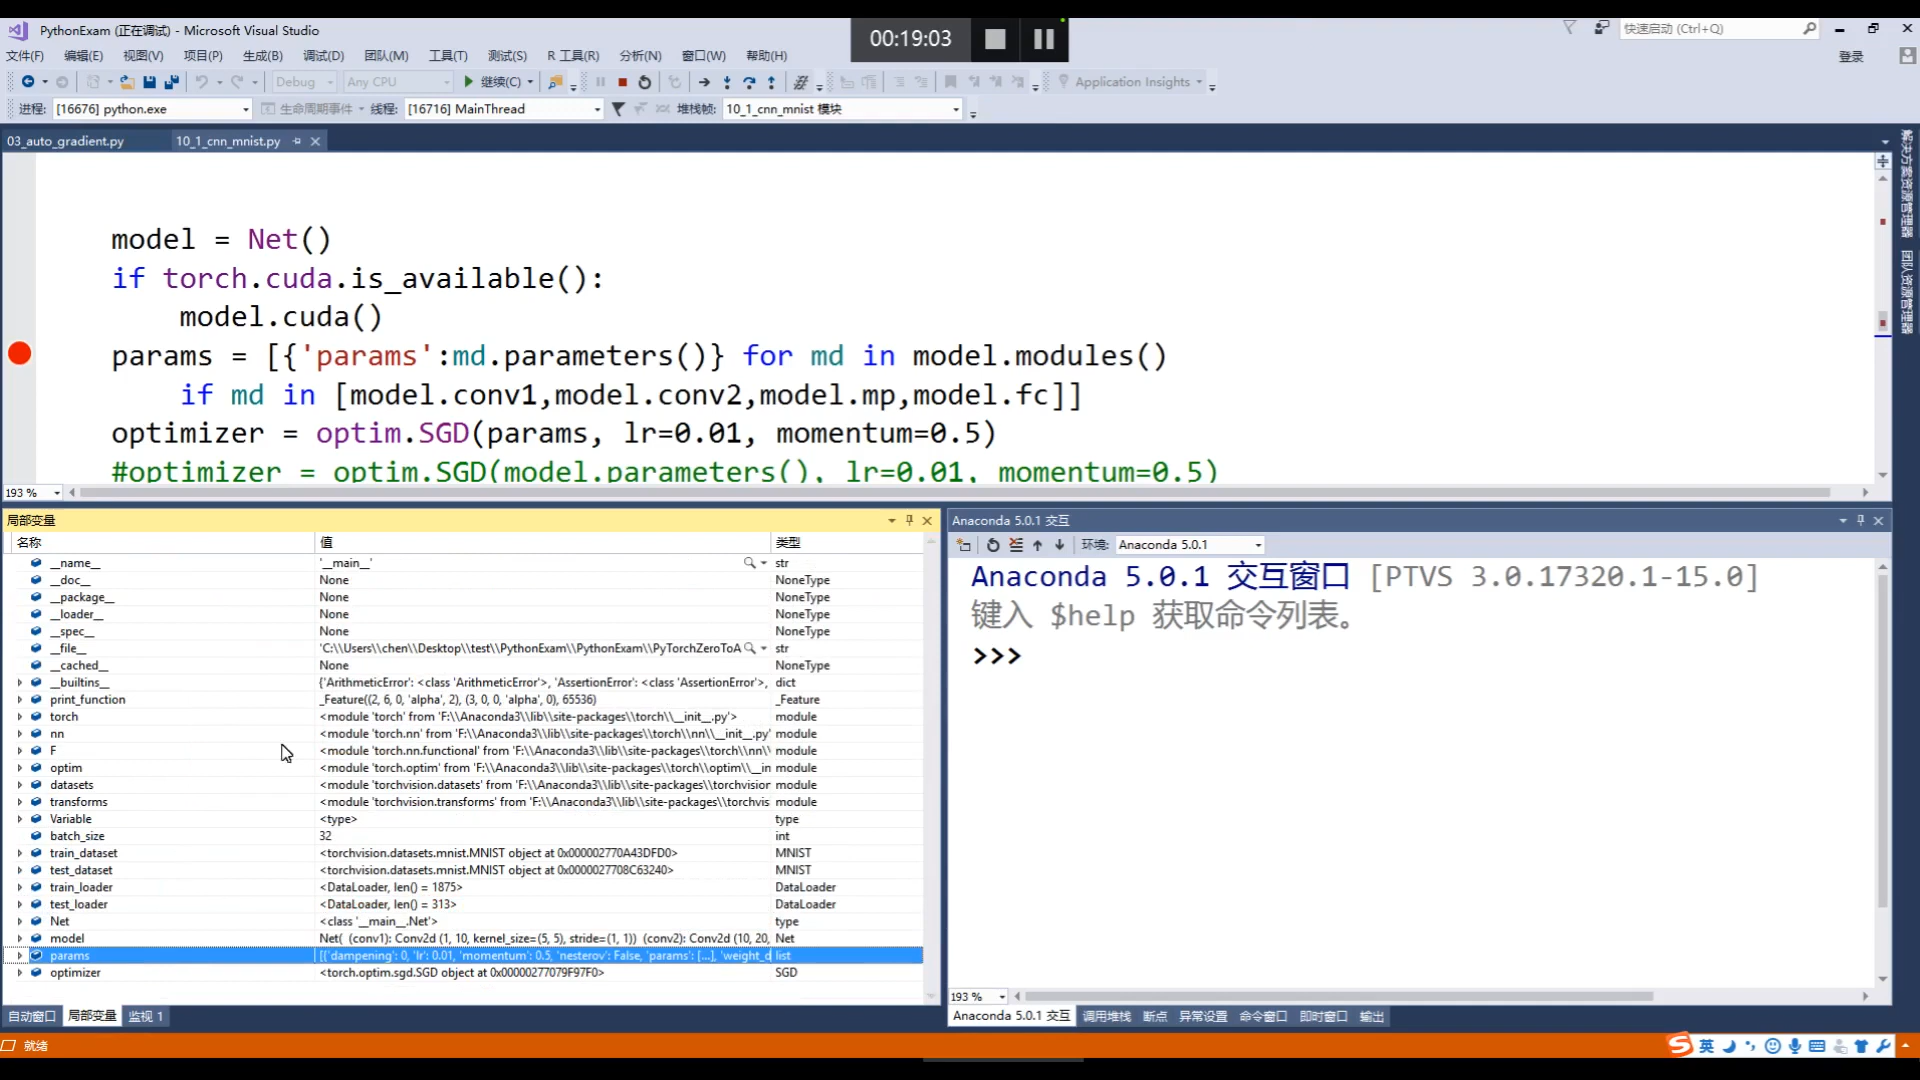 PythonExam (正在调试) - Microsoft Visual Studio
00:19:03
快速启动 (Ctrl+Q)
文件(F) 编辑(E) 视图(V) 项目(P) 生成(B) 调试(D) 团队(M) 工具(T) 测试(S) R 工具(R) 分析(N) 窗口(W) 帮助(H)
登录
Debug Any CPU 继续(C) Application Insights
进程: [16676] python.exe 生命周期事件 线程: [16716] MainThread 堆栈帧: 10_1_cnn_mnist 模块
03_auto_gradient.py 10_1_cnn_mnist.py
解决方案资源管理器
团队资源管理器
model = Net()
if torch.cuda.is_available():
    model.cuda()
params = [{'params':md.parameters()} for md in model.modules()
    if md in [model.conv1,model.conv2,model.mp,model.fc]]
optimizer = optim.SGD(params, lr=0.01, momentum=0.5)
#optimizer = optim.SGD(model.parameters(), lr=0.01, momentum=0.5)
193 %
局部变量
名称 值 类型
__name__ '__main__' str
__doc__ None NoneType
__package__ None NoneType
__loader__ None NoneType
__spec__ None NoneType
__file__ 'C:\\Users\\chen\\Desktop\\test\\PythonExam\\PythonExam\\PyTorchZeroToA str
__cached__ None NoneType
__builtins__ {'ArithmeticError': <class 'ArithmeticError'>, 'AssertionError': <class 'AssertionError'>, dict
print_function _Feature((2, 6, 0, 'alpha', 2), (3, 0, 0, 'alpha', 0), 65536) _Feature
torch <module 'torch' from 'F:\\Anaconda3\\lib\\site-packages\\torch\\__init__.py'> module
nn <module 'torch.nn' from 'F:\\Anaconda3\\lib\\site-packages\\torch\\nn\\__init__.py' module
F <module 'torch.nn.functional' from 'F:\\Anaconda3\\lib\\site-packages\\torch\\nn\\ module
optim <module 'torch.optim' from 'F:\\Anaconda3\\lib\\site-packages\\torch\\optim\\__in module
datasets <module 'torchvision.datasets' from 'F:\\Anaconda3\\lib\\site-packages\\torchvision module
transforms <module 'torchvision.transforms' from 'F:\\Anaconda3\\lib\\site-packages\\torchvis module
Variable <type> type
batch_size 32 int
train_dataset <torchvision.datasets.mnist.MNIST object at 0x000002770A43DFD0> MNIST
test_dataset <torchvision.datasets.mnist.MNIST object at 0x0000027708C63240> MNIST
train_loader <DataLoader, len() = 1875> DataLoader
test_loader <DataLoader, len() = 313> DataLoader
Net <class '__main__.Net'> type
model Net( (conv1): Conv2d (1, 10, kernel_size=(5, 5), stride=(1, 1)) (conv2): Conv2d (10, 20, Net
params [{'dampening': 0, 'lr': 0.01, 'momentum': 0.5, 'nesterov': False, 'params': [...], 'weight_d list
optimizer <torch.optim.sgd.SGD object at 0x00000277079F97F0> SGD
自动窗口 局部变量 监视 1
Anaconda 5.0.1 交互
环境: Anaconda 5.0.1
Anaconda 5.0.1 交互窗口 [PTVS 3.0.17320.1-15.0]
键入 $help 获取命令列表。
>>>
193 %
Anaconda 5.0.1 交互 调用堆栈 断点 异常设置 命令窗口 即时窗口 输出
就绪
英